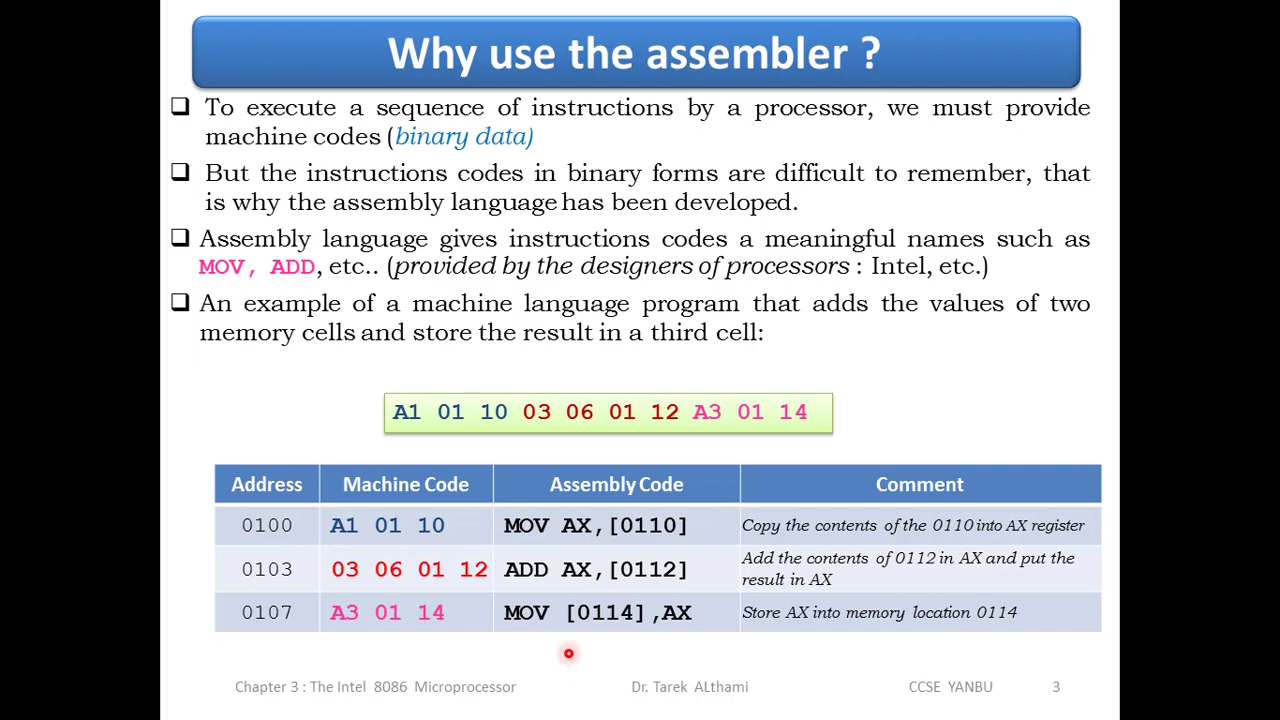 Why use the assembler ?
❑ To execute a sequence of instructions by a processor, we must provide
machine codes (binary data)
❑ But the instructions codes in binary forms are difficult to remember, that
is why the assembly language has been developed.
❑ Assembly language gives instructions codes a meaningful names such as
MOV, ADD, etc.. (provided by the designers of processors : Intel, etc.)
❑ An example of a machine language program that adds the values of two
memory cells and store the result in a third cell:
A1 01 10 03 06 01 12 A3 01 14
Address Machine Code Assembly Code Comment
0100 A1 01 10 MOV AX,[0110] Copy the contents of the 0110 into AX register
0103 03 06 01 12 ADD AX,[0112] Add the contents of 0112 in AX and put the
result in AX
0107 A3 01 14 MOV [0114],AX Store AX into memory location 0114
Chapter 3 : The Intel 8086 Microprocessor Dr. Tarek ALthami CCSE YANBU 3